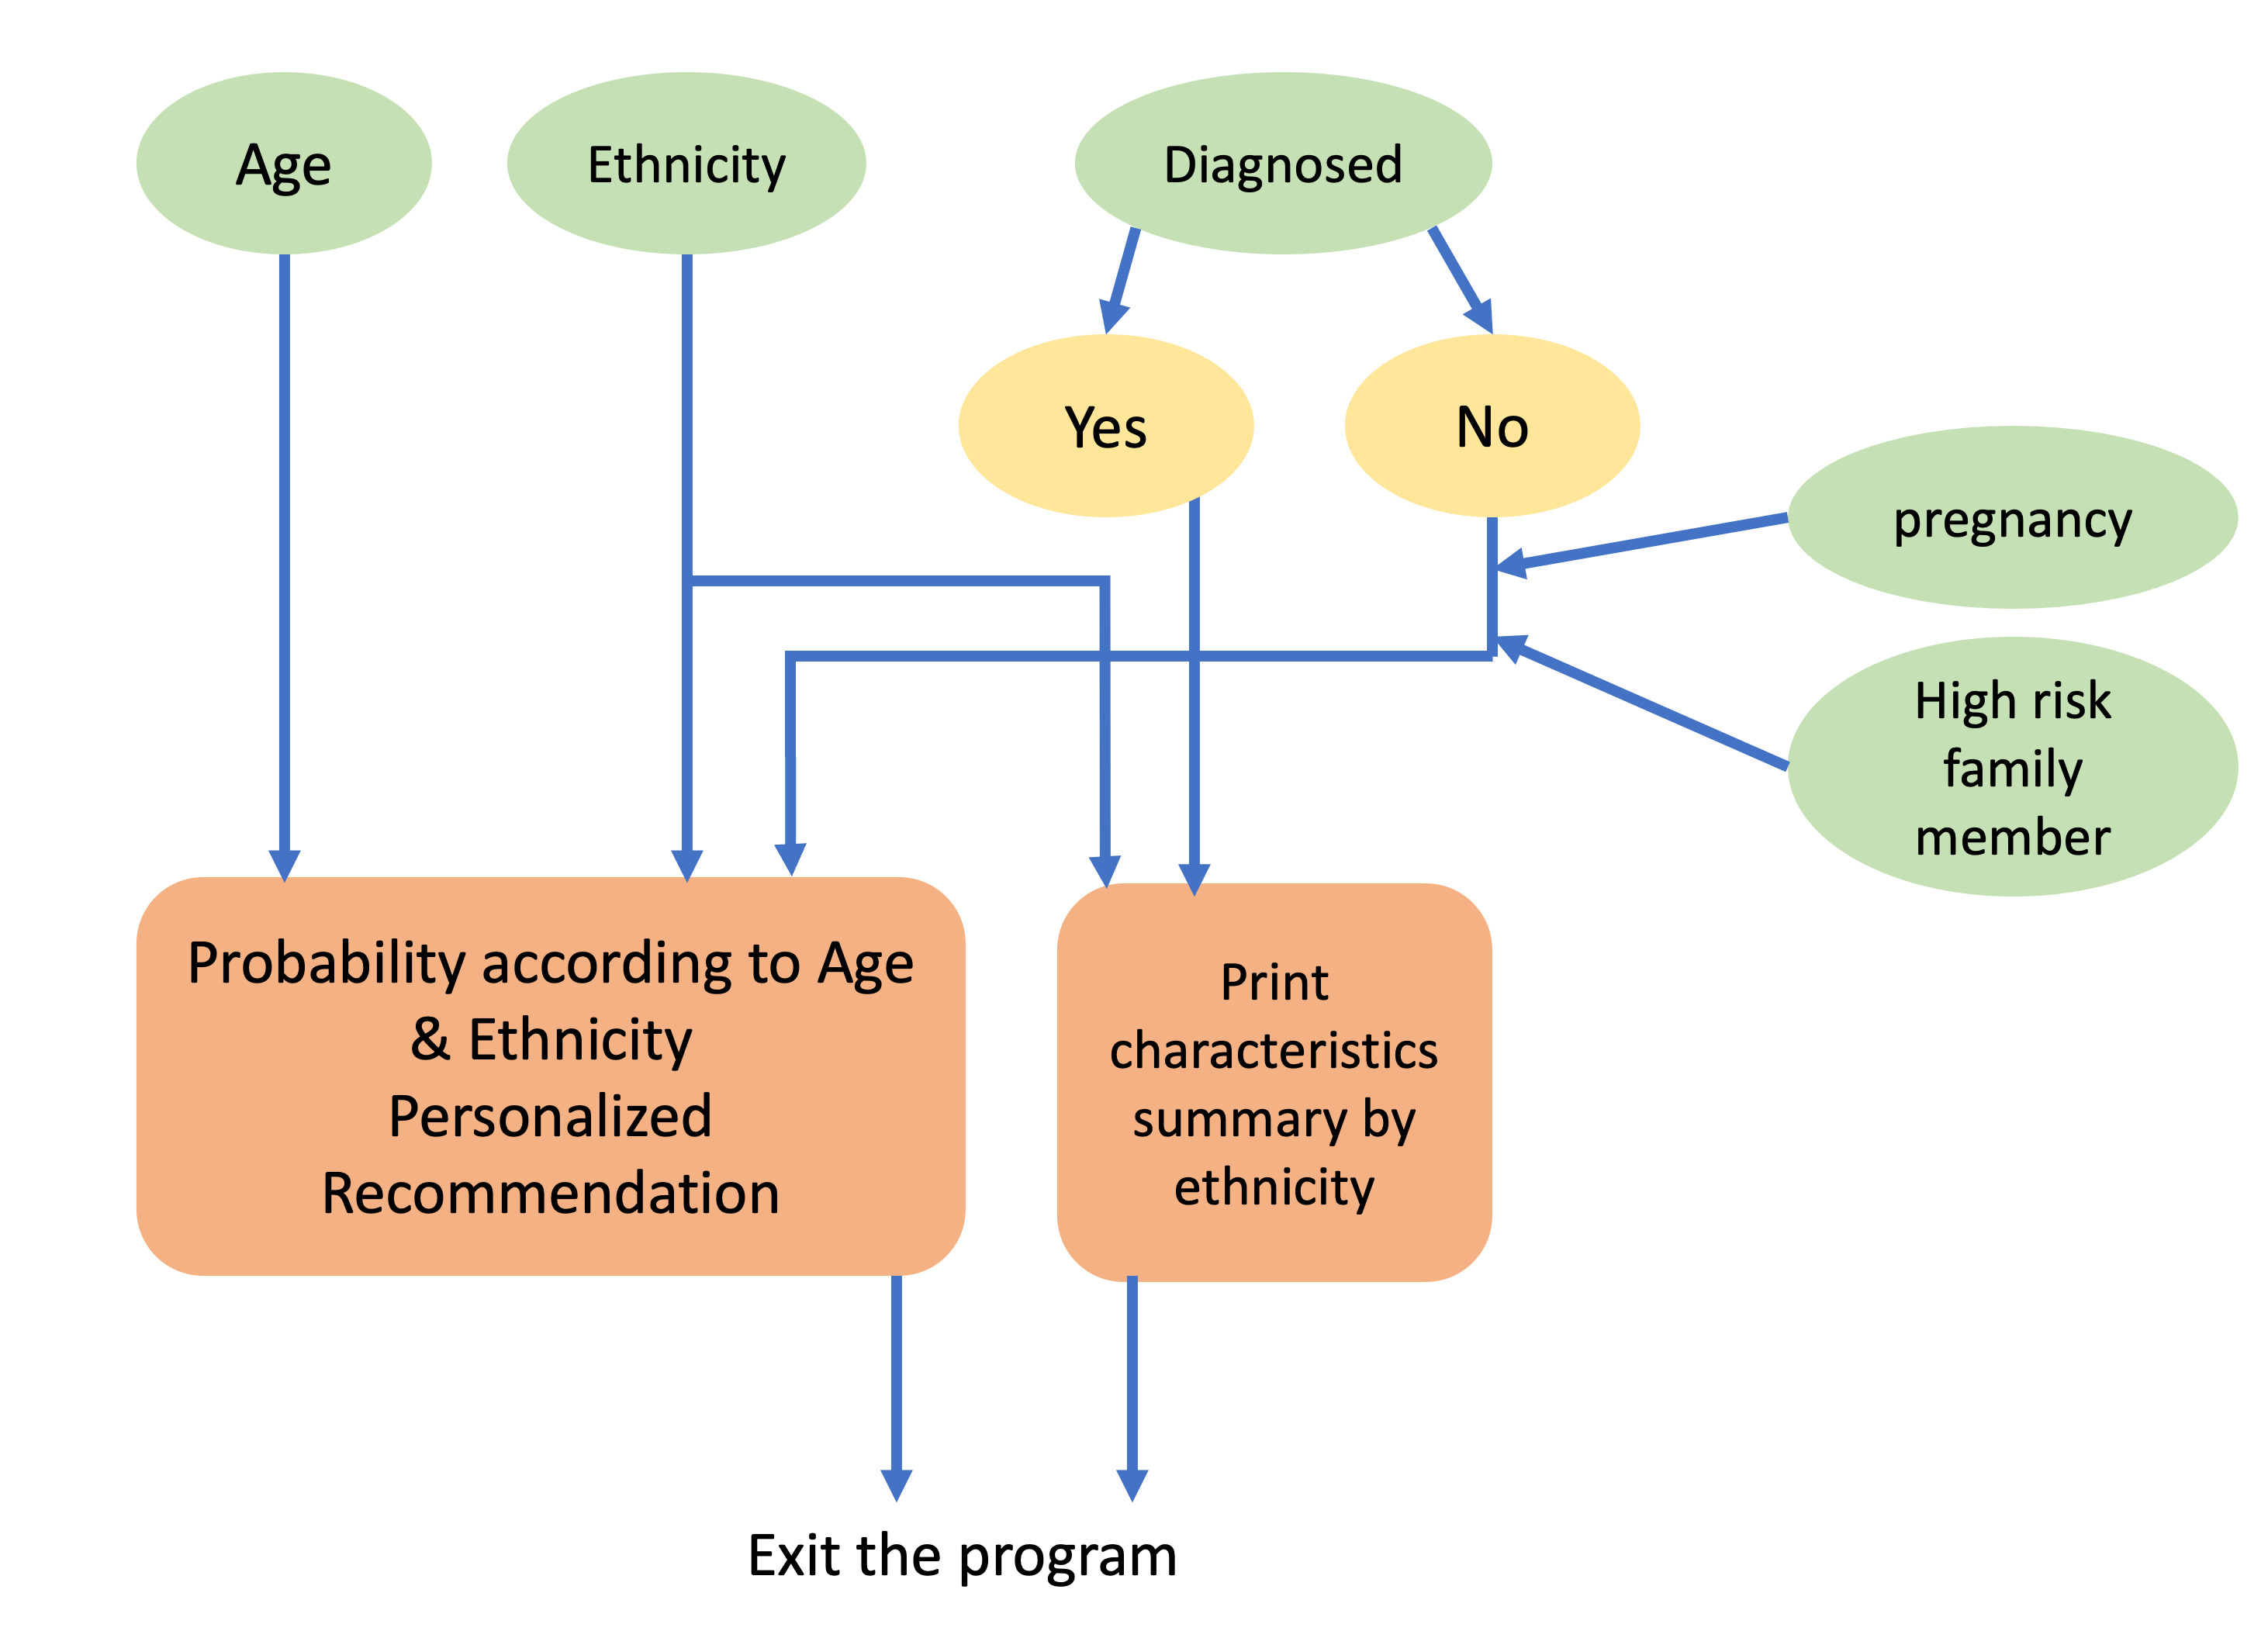 Age
Ethnicity
Diagnosed
Yes
No
pregnancy
High risk
family
member
Probability according to Age
& Ethnicity
Personalized
Recommendation
Print
characteristics
summary by
ethnicity
Exit the program